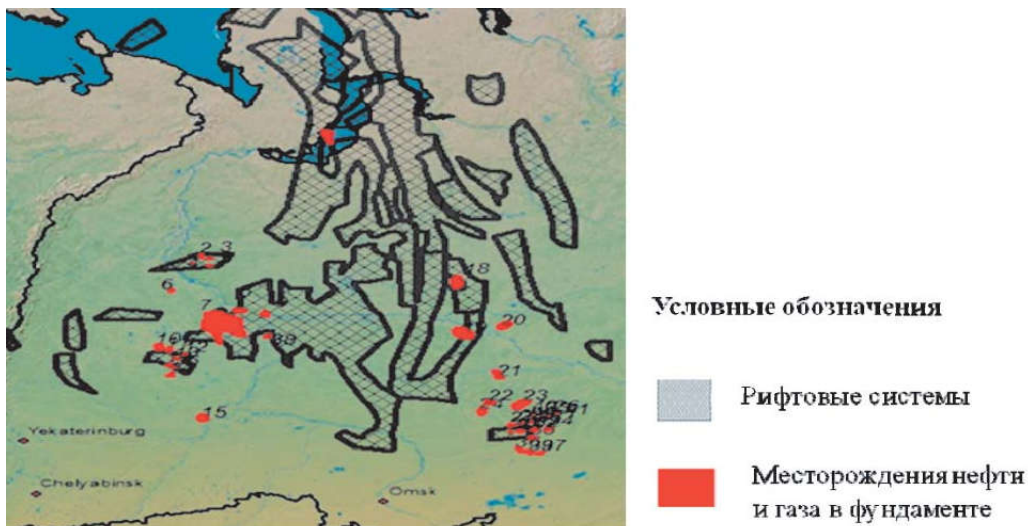 2 3
6
18
7
20
39
21
22 23
15
Yekaterinburg
Chelyabinsk
Omsk
Условные обозначения
Рифтовые системы
Месторождения нефти
и газа в фундаменте